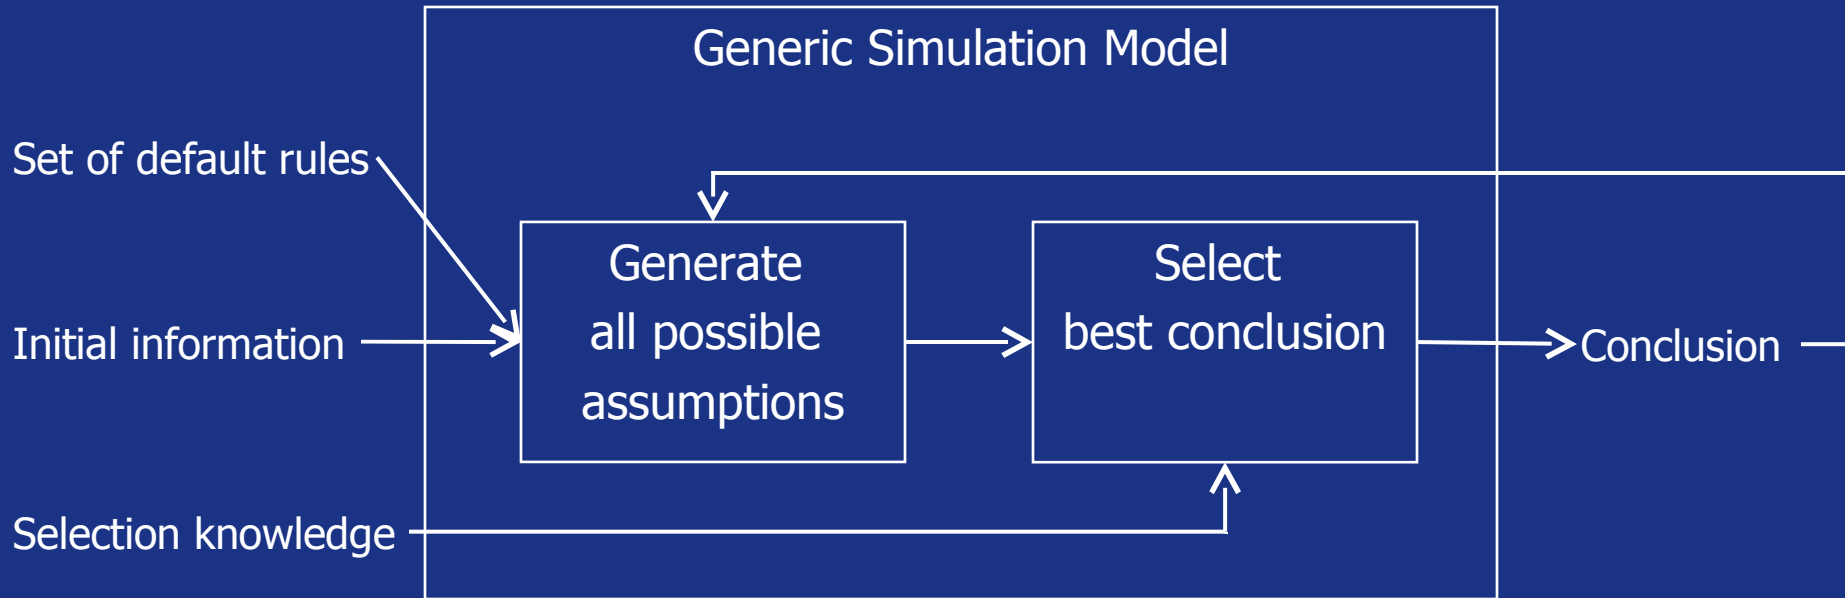 Generic Simulation Model
Set of default rules
Generate
all possible
assumptions
Select
best conclusion
Initial information
Conclusion
Selection knowledge